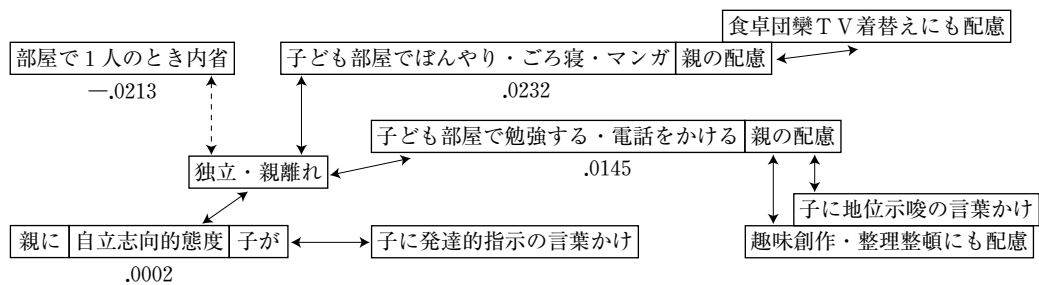 食卓団欒ＴＶ着替えにも配慮
部屋で１人のとき内省
子ども部屋でぼんやり・ごろ寝・マンガ 親の配慮
―.0213
.0232
子ども部屋で勉強する・電話をかける 親の配慮
独立・親離れ
.0145
子に地位示唆の言葉かけ
親に 自立志向的態度 子が
子に発達的指示の言葉かけ
趣味創作・整理整頓にも配慮
.0002